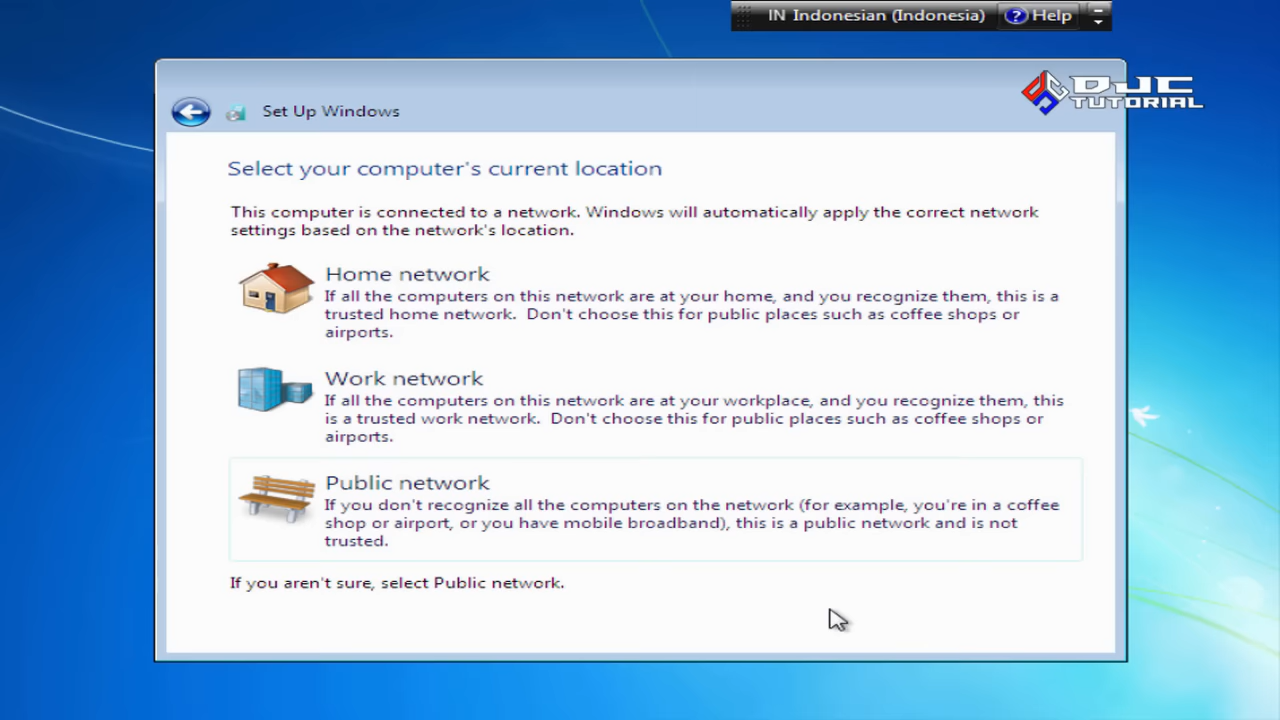 IN Indonesian (Indonesia) ? Help
DJC
TUTORIAL
Set Up Windows
Select your computer's current location
This computer is connected to a network. Windows will automatically apply the correct network
settings based on the network's location.
Home network
If all the computers on this network are at your home, and you recognize them, this is a
trusted home network.  Don't choose this for public places such as coffee shops or
airports.
Work network
If all the computers on this network are at your workplace, and you recognize them, this
is a trusted work network.  Don't choose this for public places such as coffee shops or
airports.
Public network
If you don't recognize all the computers on the network (for example, you're in a coffee
shop or airport, or you have mobile broadband), this is a public network and is not
trusted.
If you aren't sure, select Public network.